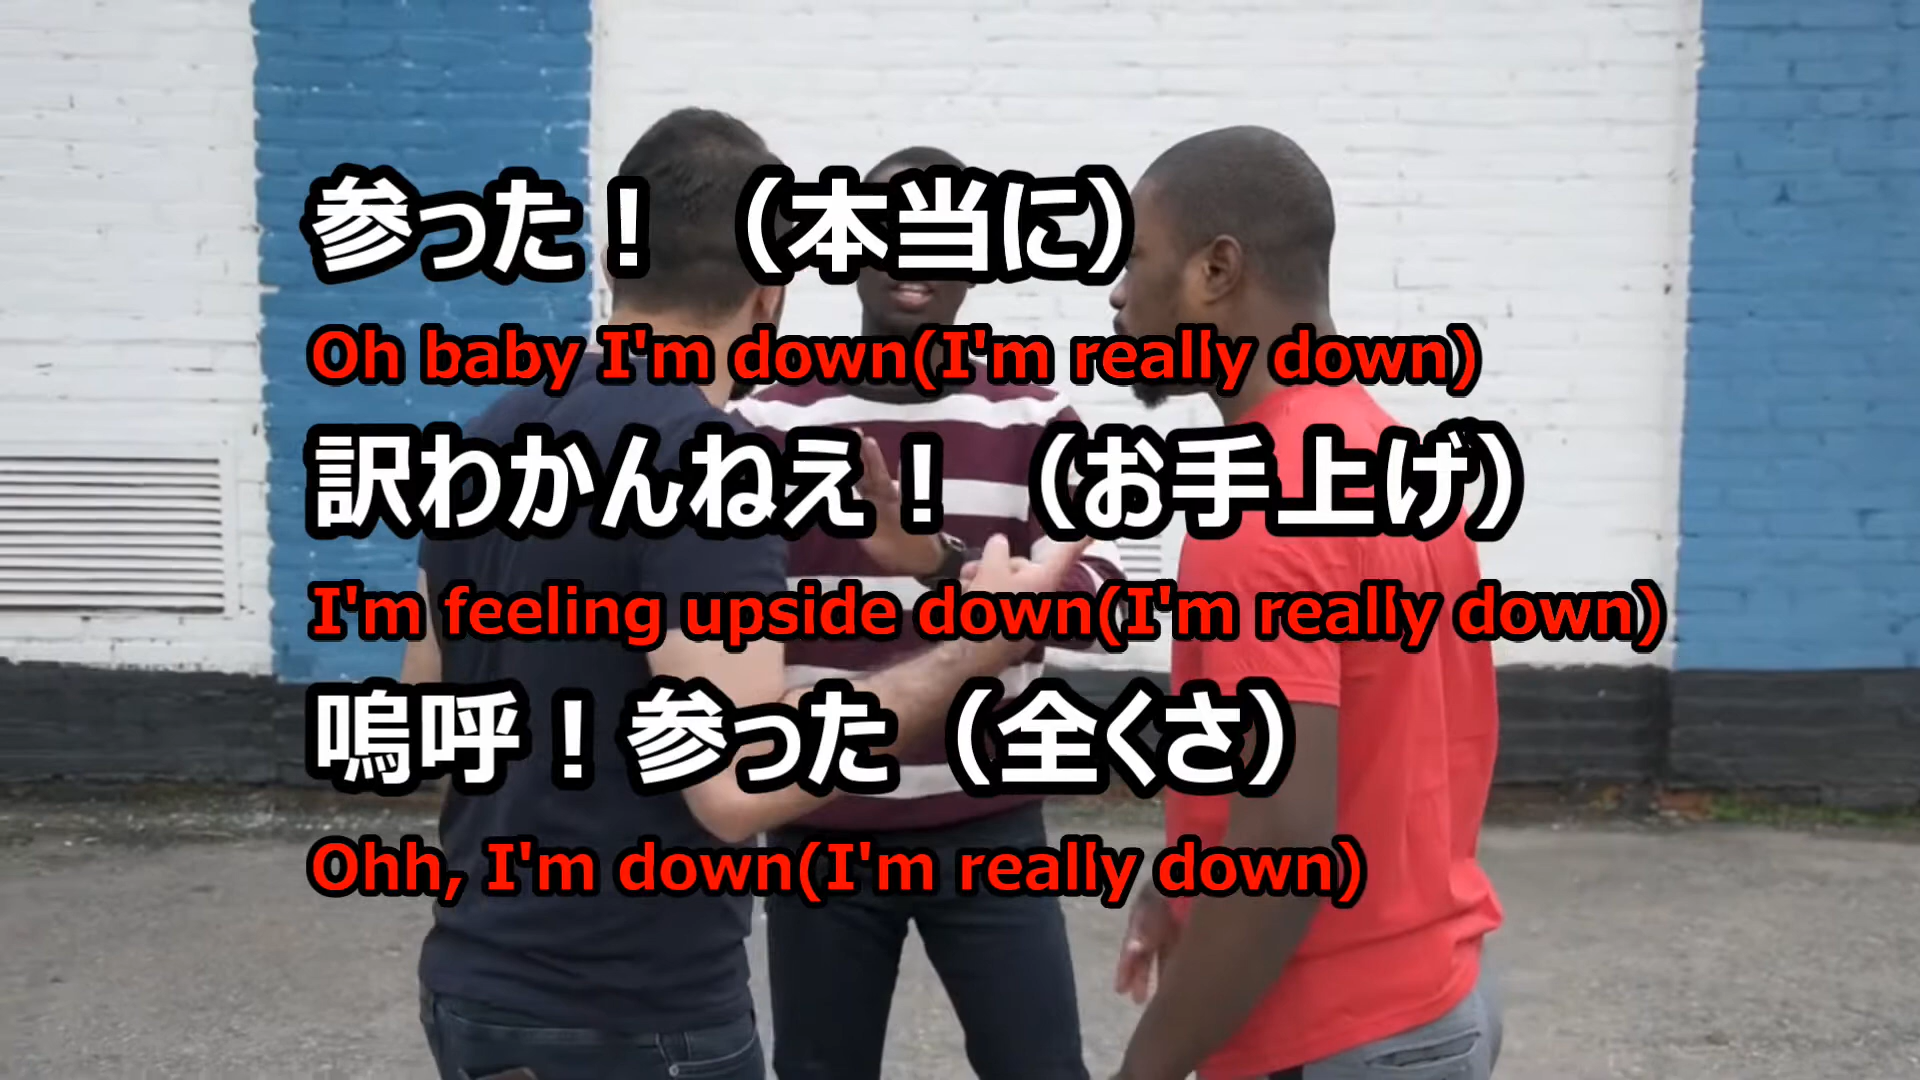 参った！（本当に）
Oh baby I'm down(I'm really down)
訳わかんねえ！（お手上げ）
I'm feeling upside down(I'm really down)
嗚呼！参った（全くさ）
Ohh, I'm down(I'm really down)